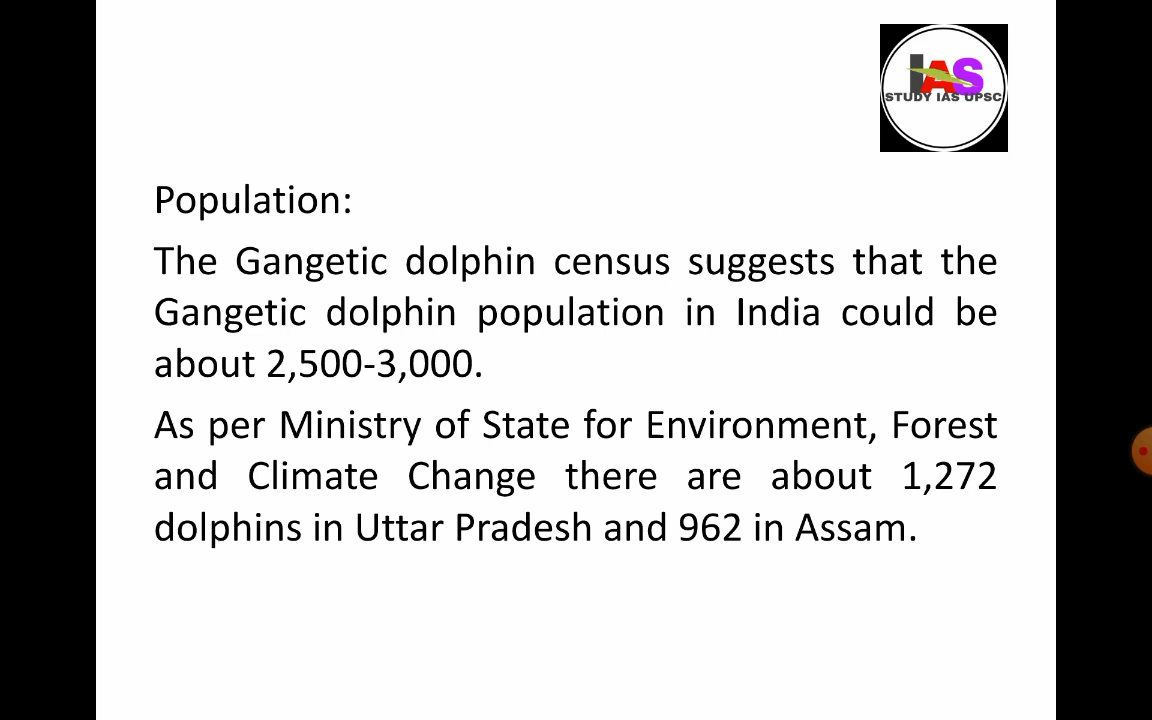 IAS
STUDY IAS UPSC
Population:
The Gangetic dolphin census suggests that the
Gangetic dolphin population in India could be
about 2,500-3,000.
As per Ministry of State for Environment, Forest
and Climate Change there are about 1,272
dolphins in Uttar Pradesh and 962 in Assam.